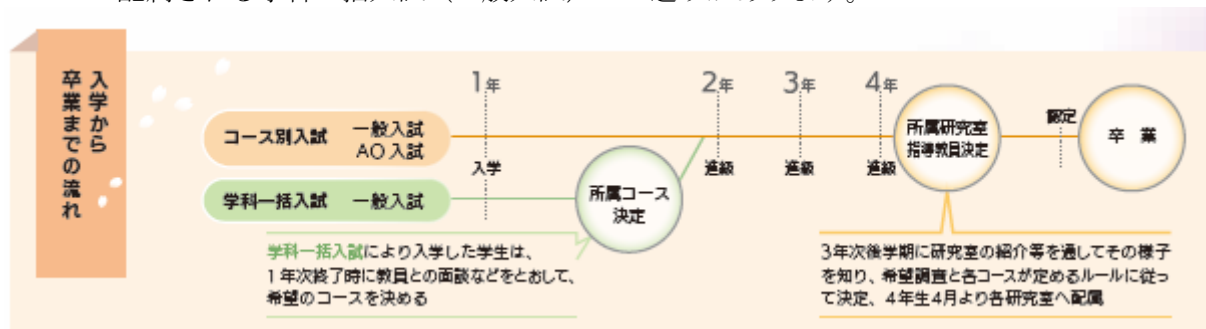 入学から
卒業までの流れ
1年
2年
3年
4年
コース別入試 一般入試
AO入試
入学
進級
進級
進級
所属研究室
指導教員決定
認定
卒 業
学科一括入試 一般入試
所属コース
決定
学科一括入試により入学した学生は、
1年次終了時に教員との面談などをとおして、
希望のコースを決める
3年次後学期に研究室の紹介等を通してその様子
を知り、希望調査と各コースが定めるルールに従っ
て決定、4年生4月より各研究室へ配属